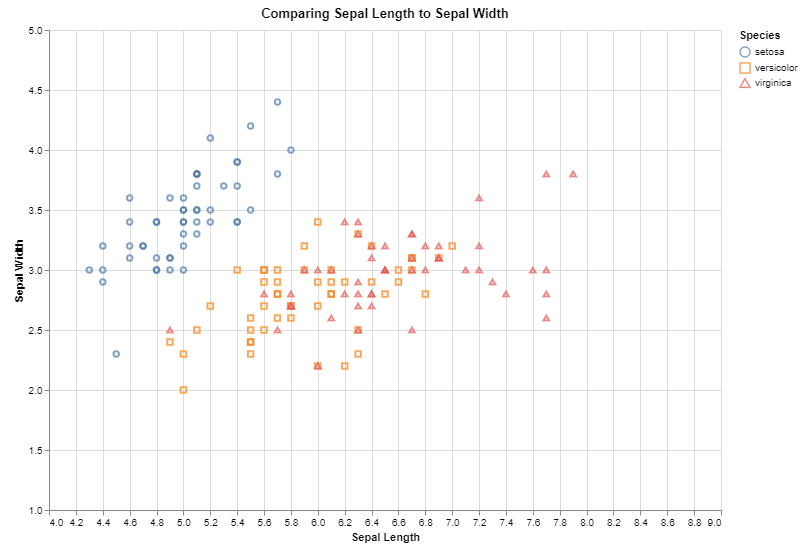 Comparing Sepal Length to Sepal Width
Species
setosa
versicolor
virginica
Sepal Width
5.0
4.5
4.0
3.5
3.0
2.5
2.0
1.5
1.0
4.0 4.2 4.4 4.6 4.8 5.0 5.2 5.4 5.6 5.8 6.0 6.2 6.4 6.6 6.8 7.0 7.2 7.4 7.6 7.8 8.0 8.2 8.4 8.6 8.8 9.0
Sepal Length